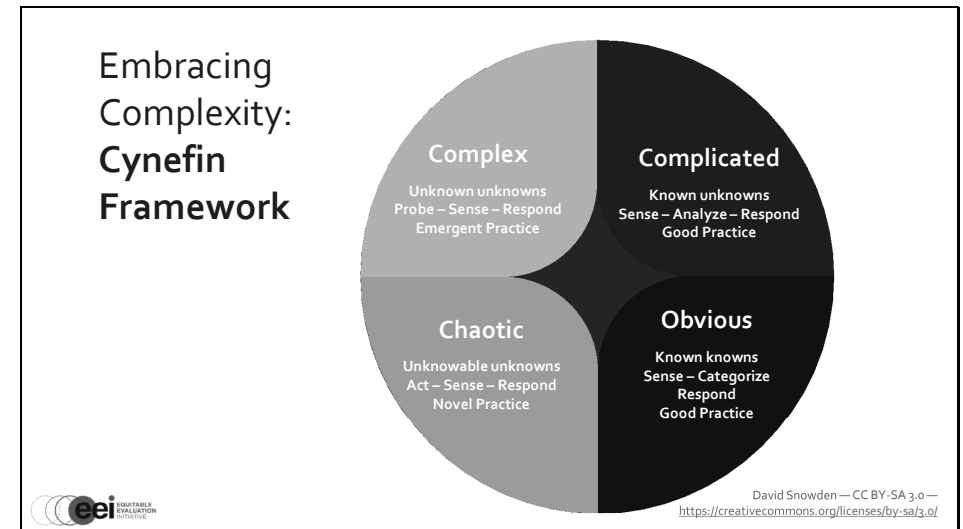 Embracing
Complexity:
Cynefin
Framework
Complex
Unknown unknowns
Probe – Sense – Respond
Emergent Practice
Complicated
Known unknowns
Sense – Analyze – Respond
Good Practice
Chaotic
Unknowable unknowns
Act – Sense – Respond
Novel Practice
Obvious
Known knowns
Sense – Categorize
Respond
Good Practice
eei EQUITABLE
EVALUATION
INITIATIVE
David Snowden — CC BY-SA 3.0 —
https://creativecommons.org/licenses/by-sa/3.0/